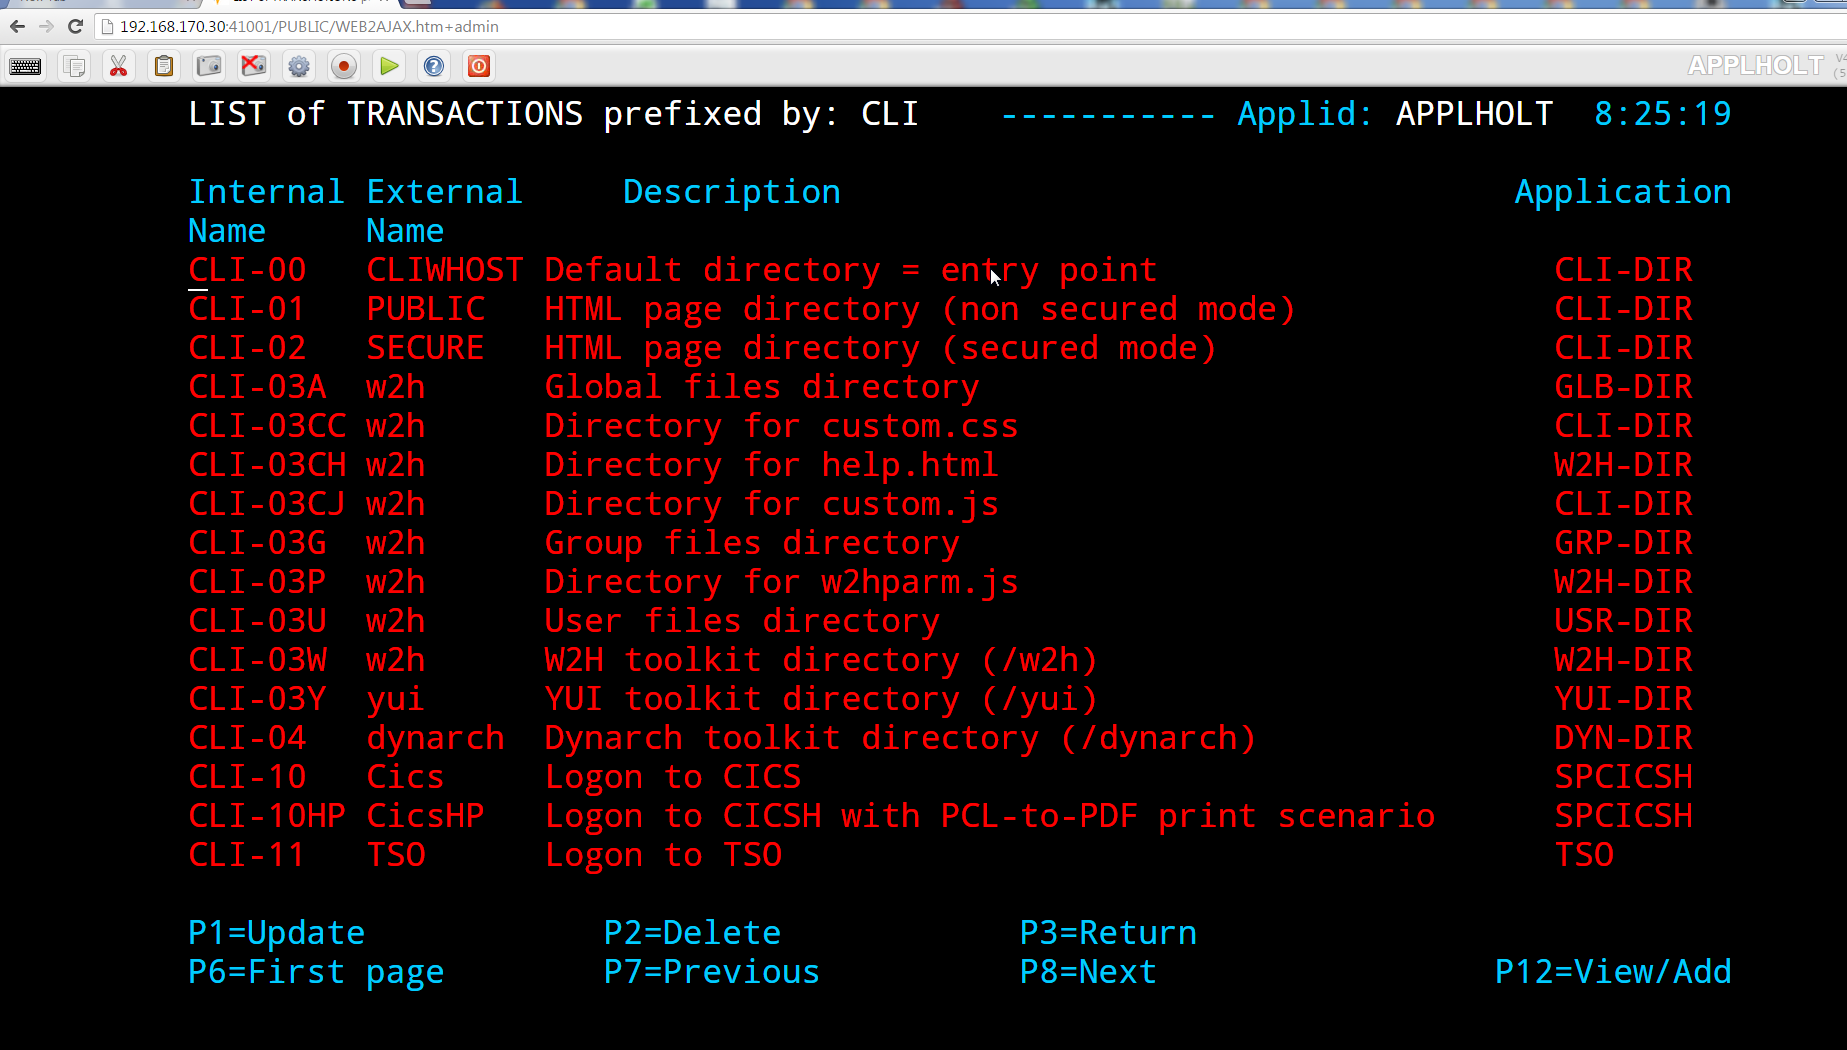 192.168.170.30:41001/PUBLIC/WEB2AJAX.htm+admin
APPLHOLT
LIST of TRANSACTIONS prefixed by: CLI ----------- Applid: APPLHOLT 8:25:19
Internal External Description Application
Name Name
CLI-00 CLIWHOST Default directory = entry point CLI-DIR
CLI-01 PUBLIC HTML page directory (non secured mode) CLI-DIR
CLI-02 SECURE HTML page directory (secured mode) CLI-DIR
CLI-03A w2h Global files directory GLB-DIR
CLI-03CC w2h Directory for custom.css CLI-DIR
CLI-03CH w2h Directory for help.html W2H-DIR
CLI-03CJ w2h Directory for custom.js CLI-DIR
CLI-03G w2h Group files directory GRP-DIR
CLI-03P w2h Directory for w2hparm.js W2H-DIR
CLI-03U w2h User files directory USR-DIR
CLI-03W w2h W2H toolkit directory (/w2h) W2H-DIR
CLI-03Y yui YUI toolkit directory (/yui) YUI-DIR
CLI-04 dynarch Dynarch toolkit directory (/dynarch) DYN-DIR
CLI-10 Cics Logon to CICS SPCICSH
CLI-10HP CicsHP Logon to CICSH with PCL-to-PDF print scenario SPCICSH
CLI-11 TSO Logon to TSO TSO
P1=Update P2=Delete P3=Return
P6=First page P7=Previous P8=Next P12=View/Add